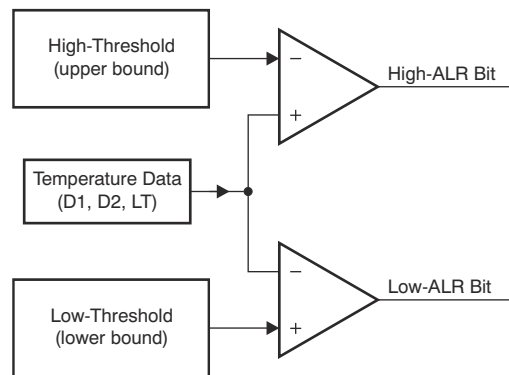 High-Threshold
(upper bound)
−
+
High-ALR Bit
Temperature Data
(D1, D2, LT)
−
+
Low-ALR Bit
Low-Threshold
(lower bound)